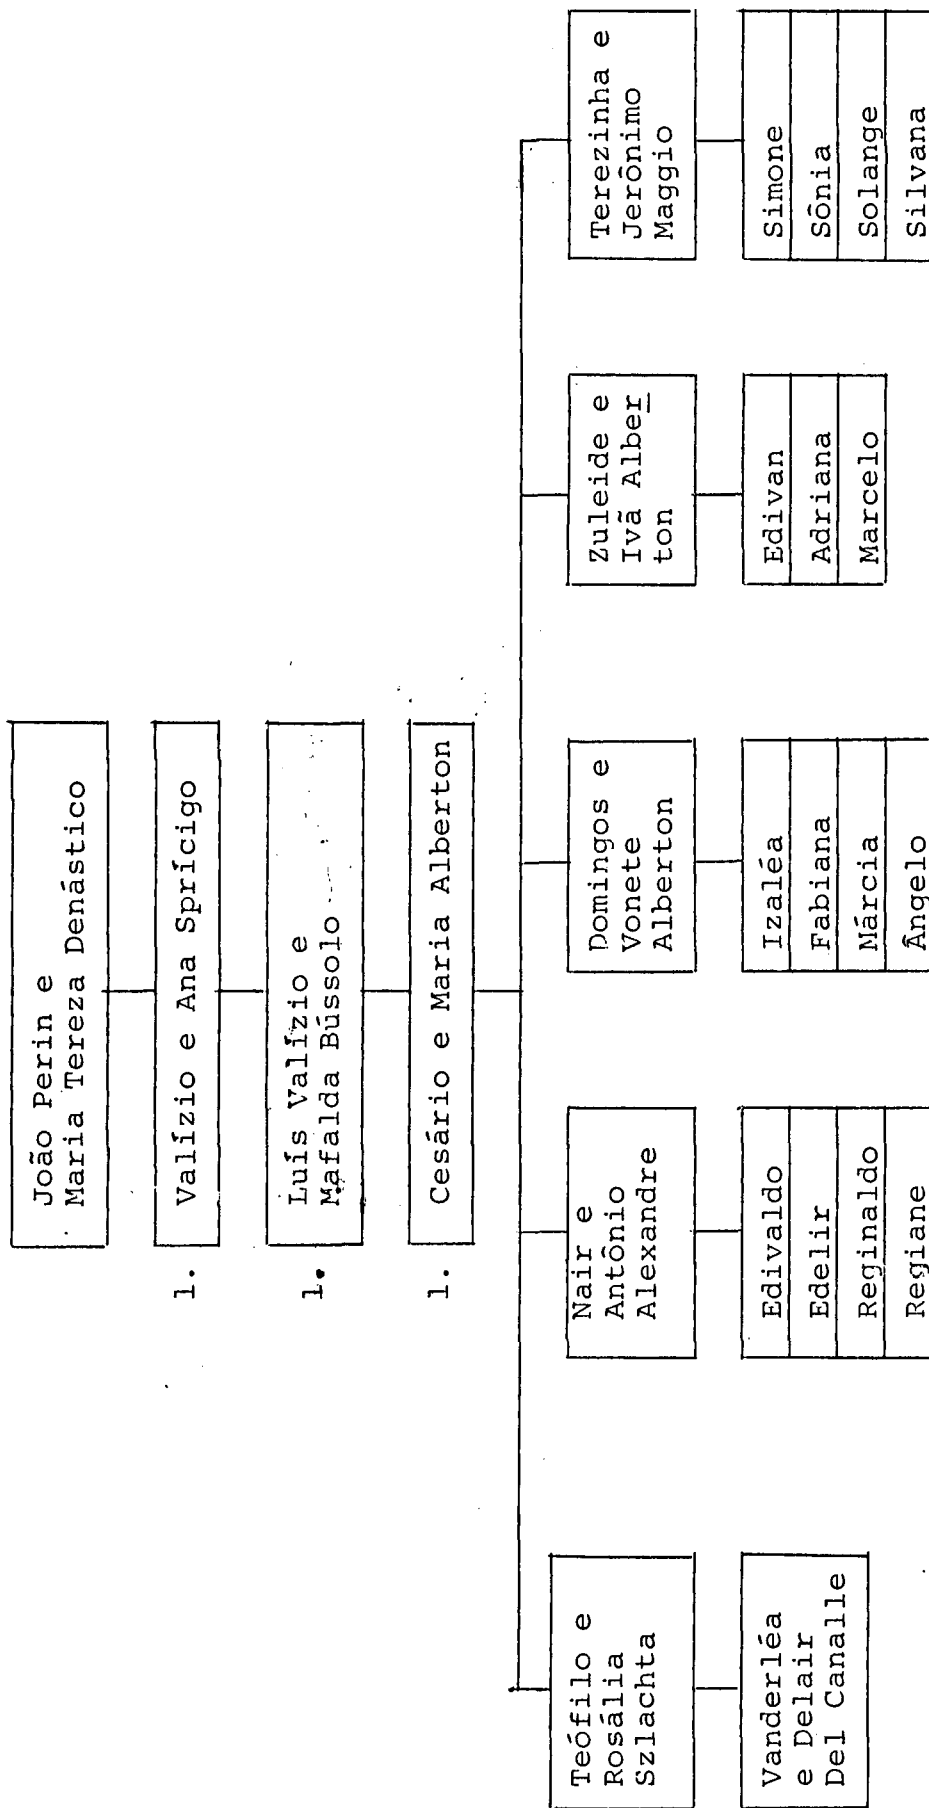 João Perin e
Maria Tereza Denástico
1. Valízio e Ana Sprícigo
1. Luís Valízio e
Mafalda Bússolo
1. Cesário e Maria Alberton
Teófilo e
Rosália
Szlachta
Vanderléa
e Delair
Del Canalle
Nair e
Antônio
Alexandre
Edivaldo
Edelir
Reginaldo
Regiane
Domingos e
Vonete
Alberton
Izaléa
Fabiana
Márcia
Ângelo
Zuleide e
Ivã Alber
ton
Edivan
Adriana
Marcelo
Terezinha e
Jerônimo
Maggio
Simone
Sônia
Solange
Silvana